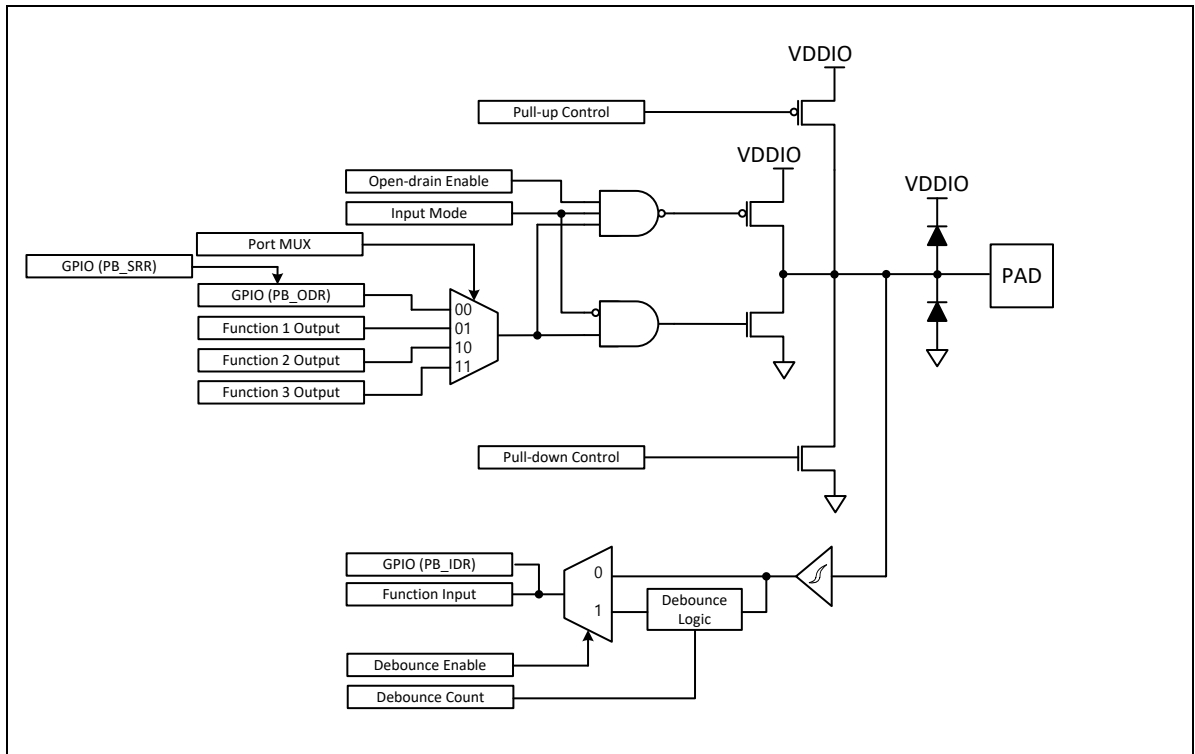 VDDIO
Pull-up Control
VDDIO
Open-drain Enable
VDDIO
Input Mode
Port MUX
GPIO (PB_SRR)
PAD
GPIO (PB_ODR)
00
Function 1 Output
01
Function 2 Output
10
11
Function 3 Output
Pull-down Control
GPIO (PB_IDR)
0
Function Input
1
Debounce
Logic
Debounce Enable
Debounce Count